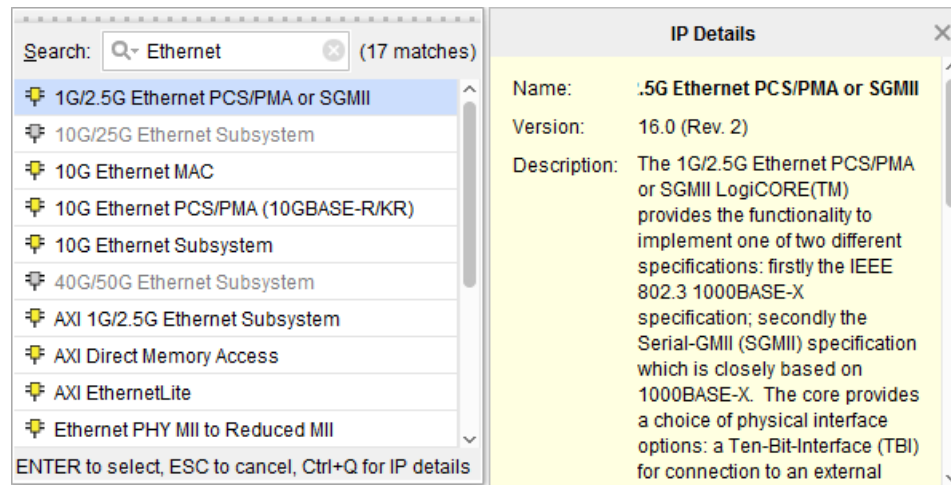 Search: Ethernet (17 matches)
1G/2.5G Ethernet PCS/PMA or SGMII
10G/25G Ethernet Subsystem
10G Ethernet MAC
10G Ethernet PCS/PMA (10GBASE-R/KR)
10G Ethernet Subsystem
40G/50G Ethernet Subsystem
AXI 1G/2.5G Ethernet Subsystem
AXI Direct Memory Access
AXI EthernetLite
Ethernet PHY MII to Reduced MII
ENTER to select, ESC to cancel, Ctrl+Q for IP details
IP Details
Name: .5G Ethernet PCS/PMA or SGMII
Version: 16.0 (Rev. 2)
Description: The 1G/2.5G Ethernet PCS/PMA
or SGMII LogiCORE(TM)
provides the functionality to
implement one of two different
specifications: firstly the IEEE
802.3 1000BASE-X
specification; secondly the
Serial-GMII (SGMII) specification
which is closely based on
1000BASE-X. The core provides
a choice of physical interface
options: a Ten-Bit-Interface (TBI)
for connection to an external